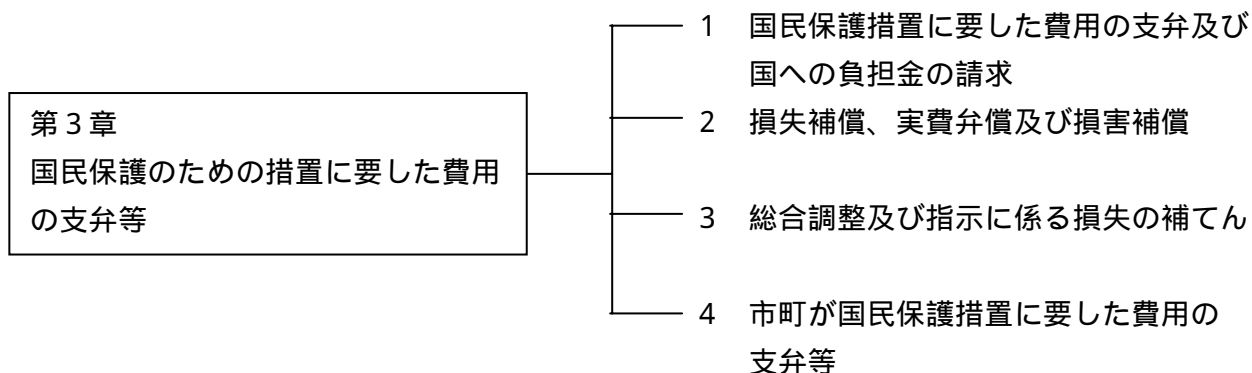 第３章
国民保護のための措置に要した費用
の支弁等
1　国民保護措置に要した費用の支弁及び
国への負担金の請求
2　損失補償、実費弁償及び損害補償
3　総合調整及び指示に係る損失の補てん
4　市町が国民保護措置に要した費用の
支弁等